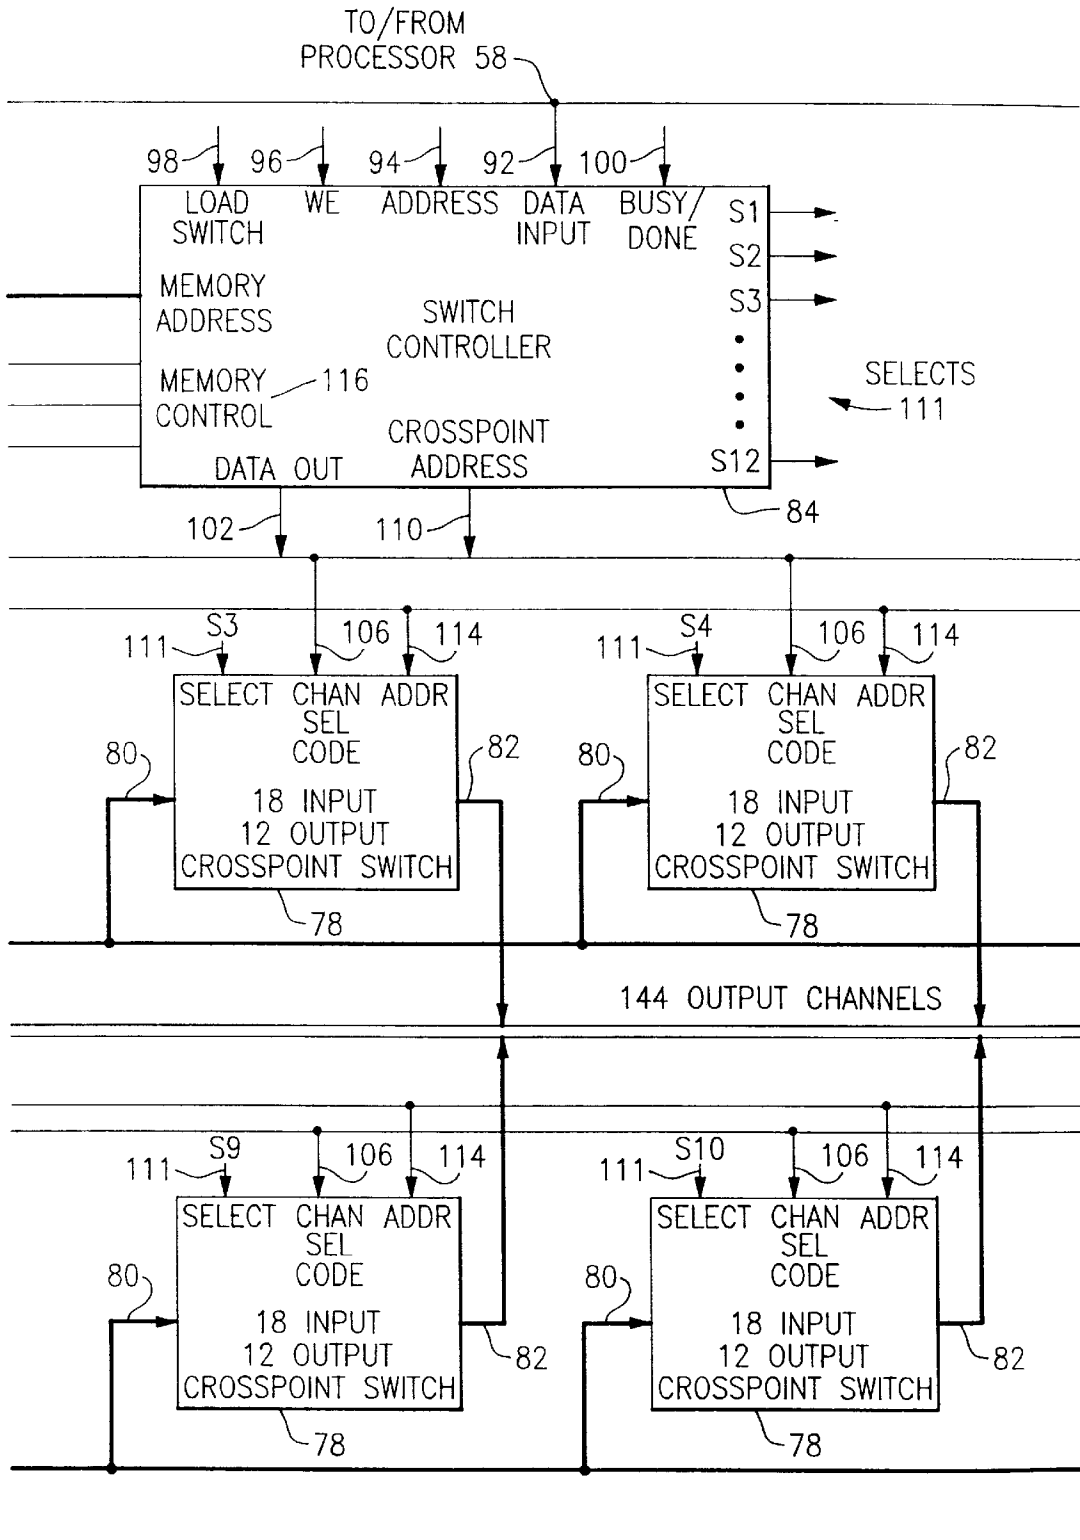 TO/FROM
PROCESSOR 58
98 96 94 92 100
LOAD WE ADDRESS DATA BUSY/
SWITCH INPUT DONE
S1
S2
S3
MEMORY
ADDRESS
SWITCH
CONTROLLER
MEMORY
CONTROL 116
SELECTS
111
CROSSPOINT
ADDRESS
DATA OUT
S12
102 110 84
S3 S4
111 106 114 111 106 114
SELECT CHAN ADDR SELECT CHAN ADDR
SEL SEL
CODE CODE
80 82 80 82
18 INPUT 18 INPUT
12 OUTPUT 12 OUTPUT
CROSSPOINT SWITCH CROSSPOINT SWITCH
78 78
144 OUTPUT CHANNELS
S9 S10
111 106 114 111 106 114
SELECT CHAN ADDR SELECT CHAN ADDR
SEL SEL
CODE CODE
80 80
18 INPUT 18 INPUT
12 OUTPUT 82 12 OUTPUT 82
CROSSPOINT SWITCH CROSSPOINT SWITCH
78 78